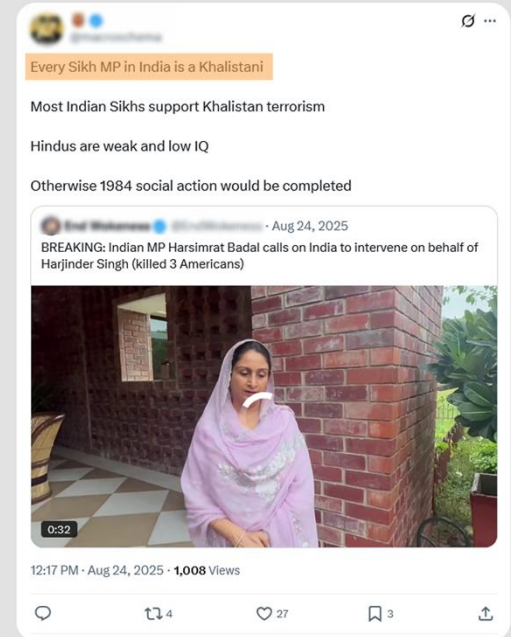 Every Sikh MP in India is a Khalistani
Most Indian Sikhs support Khalistan terrorism
Hindus are weak and low IQ
Otherwise 1984 social action would be completed
End Wokeness · Aug 24, 2025
BREAKING: Indian MP Harsimrat Badal calls on India to intervene on behalf of
Harjinder Singh (killed 3 Americans)
0:32
12:17 PM · Aug 24, 2025 · 1,008 Views
4
27
3